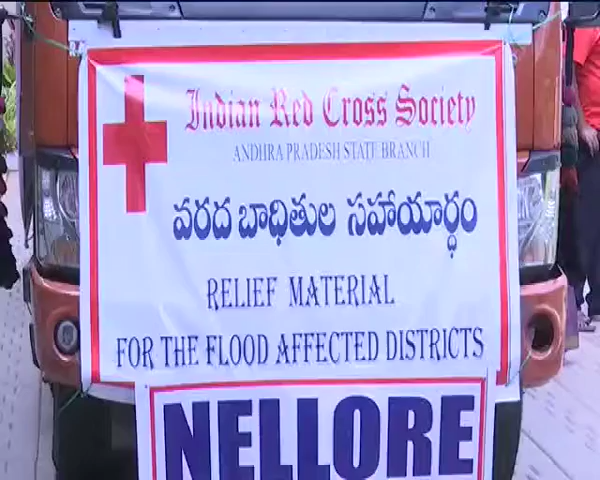 Indian Red Cross Society
ANDHRA PRADESH STATE BRANCH
వరద బాధితుల సహాయార్ధం
RELIEF MATERIAL
FOR THE FLOOD AFFECTED DISTRICTS
NELLORE